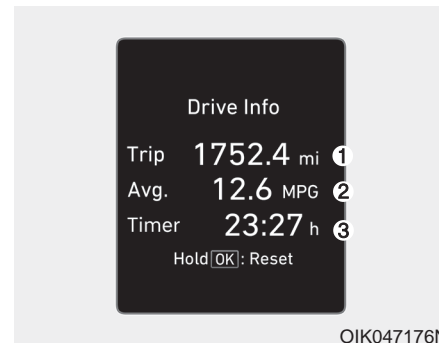 Drive Info
Trip 1752.4 mi ①
Avg. 12.6 MPG ②
Timer 23:27 h ③
Hold OK : Reset
OIK047176N